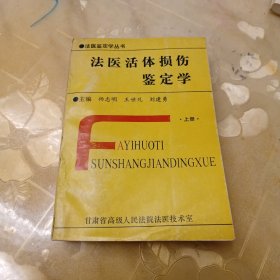 ●法医鉴定学丛书
法医活体损伤
鉴定学
●主编 杨志明 王世凡 刘建勇
·上册·
FAYIHUOTI
SUNSHANGJIANDINGXUE
甘肃省高级人民法院法医技术室